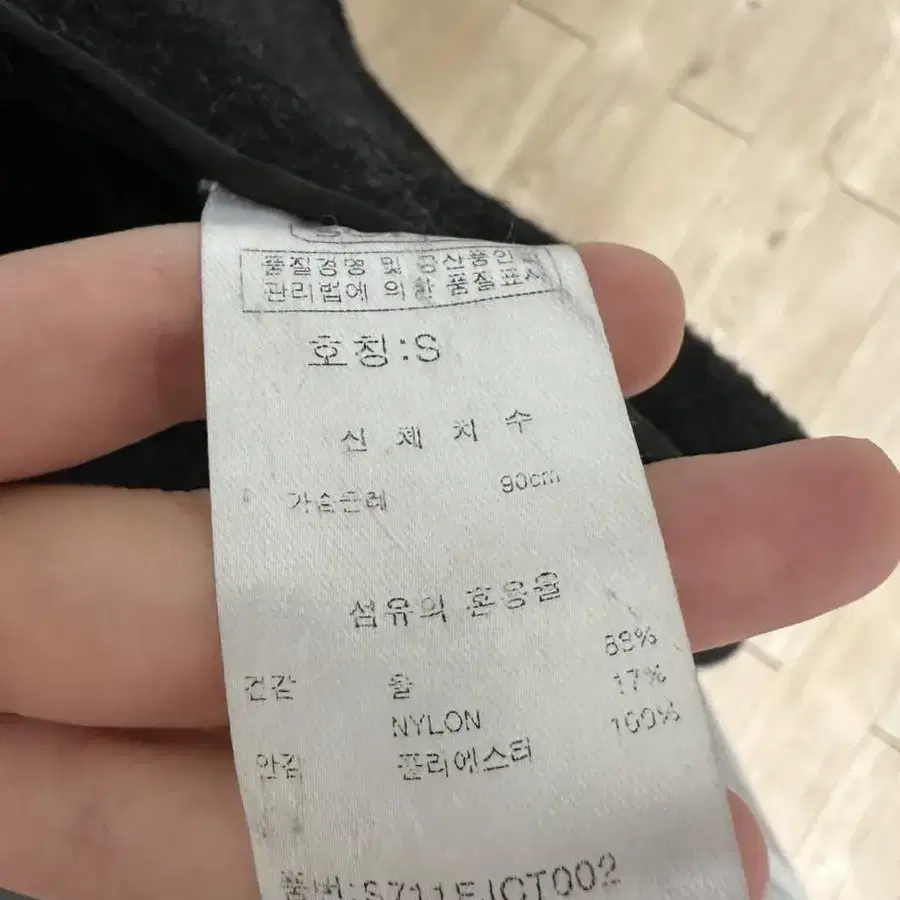 품질경영 및 공산품안전
관리법에 의한 품질표시
호칭:S
신 체 치 수
가슴둘레 90cm
섬유의 혼용율
겉감 울 83%
NYLON 17%
안감 폴리에스터 100%
품번: